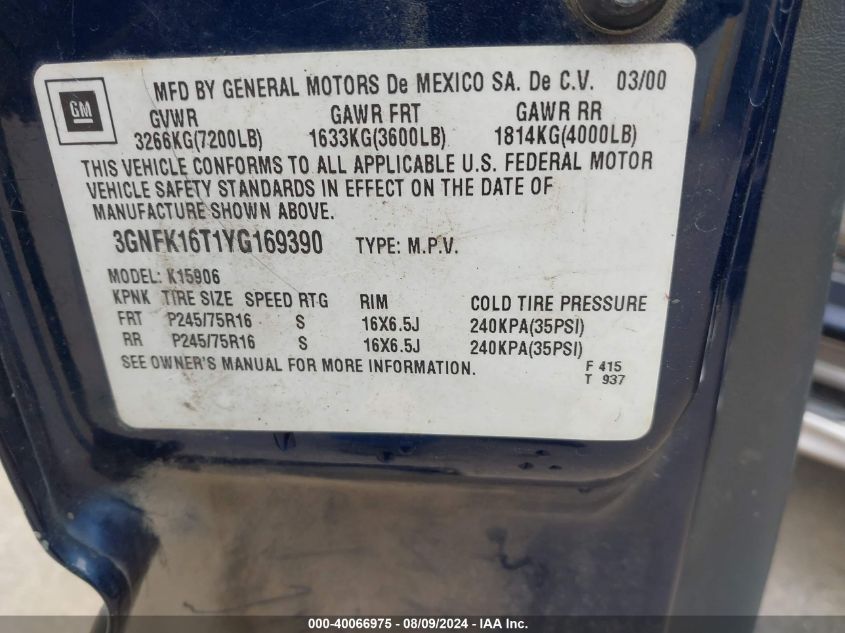 GM
MFD BY GENERAL MOTORS De MEXICO SA. De C.V. 03/00
GVWR GAWR FRT GAWR RR
3266KG(7200LB) 1633KG(3600LB) 1814KG(4000LB)
THIS VEHICLE CONFORMS TO ALL APPLICABLE U.S. FEDERAL MOTOR
VEHICLE SAFETY STANDARDS IN EFFECT ON THE DATE OF
MANUFACTURE SHOWN ABOVE.
3GNFK16T1YG169390 TYPE: M.P.V.
MODEL: K15906
KPNK TIRE SIZE SPEED RTG RIM COLD TIRE PRESSURE
FRT P245/75R16 S 16X6.5J 240KPA(35PSI)
RR P245/75R16 S 16X6.5J 240KPA(35PSI)
SEE OWNER'S MANUAL FOR MORE INFORMATION. F 415
T 937
000-40066975 - 08/09/2024 - IAA Inc.